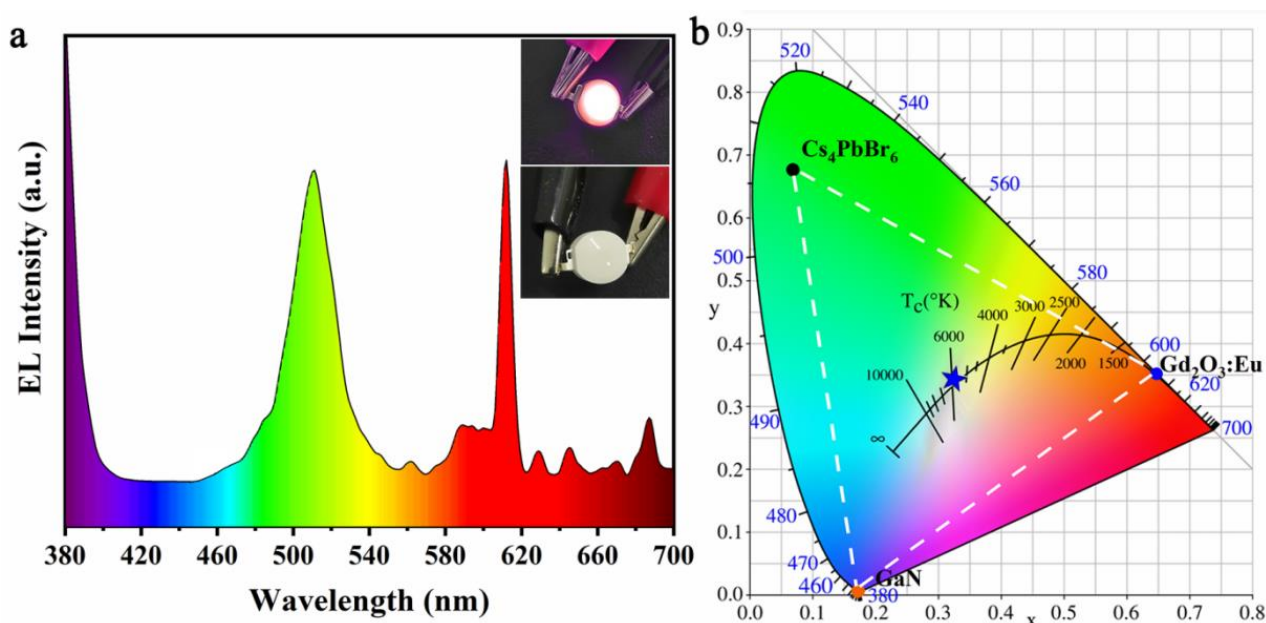 a
EL Intensity (a.u.)
380 420 460 500 540 580 620 660 700
Wavelength (nm)
b
0.9
0.8
0.7
0.6
0.5
y
0.4
0.3
0.2
0.1
0.0
0.0 0.1 0.2 0.3 0.4 0.5 0.6 0.7 0.8
x
520
540
Cs₄PbBr₆
560
500
580
T_C(°K)
2500
3000
4000
6000
600
1500
2000
Gd₂O₃:Eu
620
10000
700
490
∞
480
470
460
GaN
380